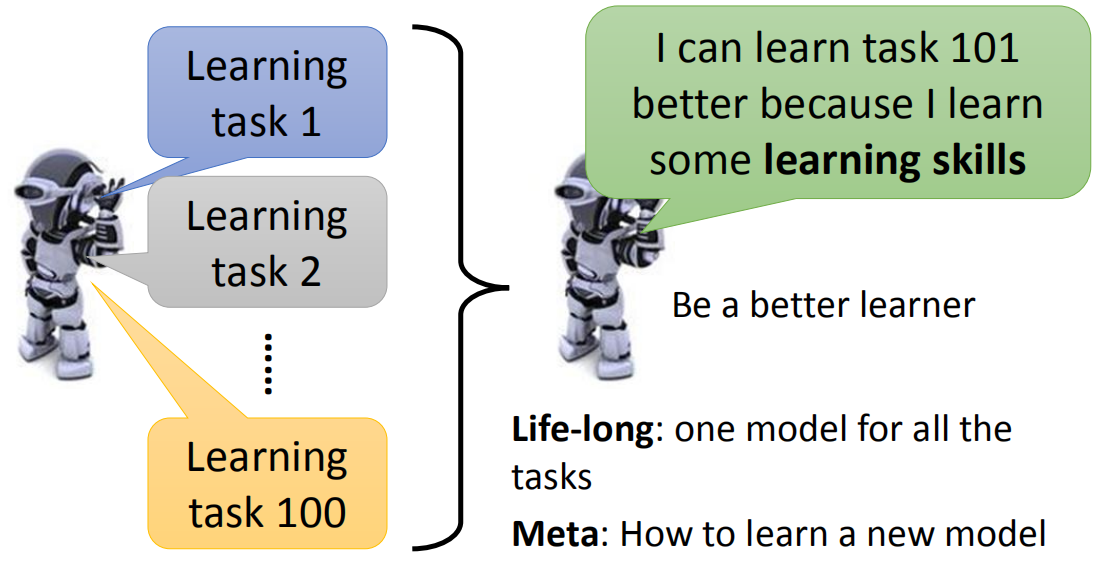 Learning
task 1
Learning
task 2
Learning
task 100
I can learn task 101
better because I learn
some learning skills
Be a better learner
Life-long: one model for all the
tasks
Meta: How to learn a new model